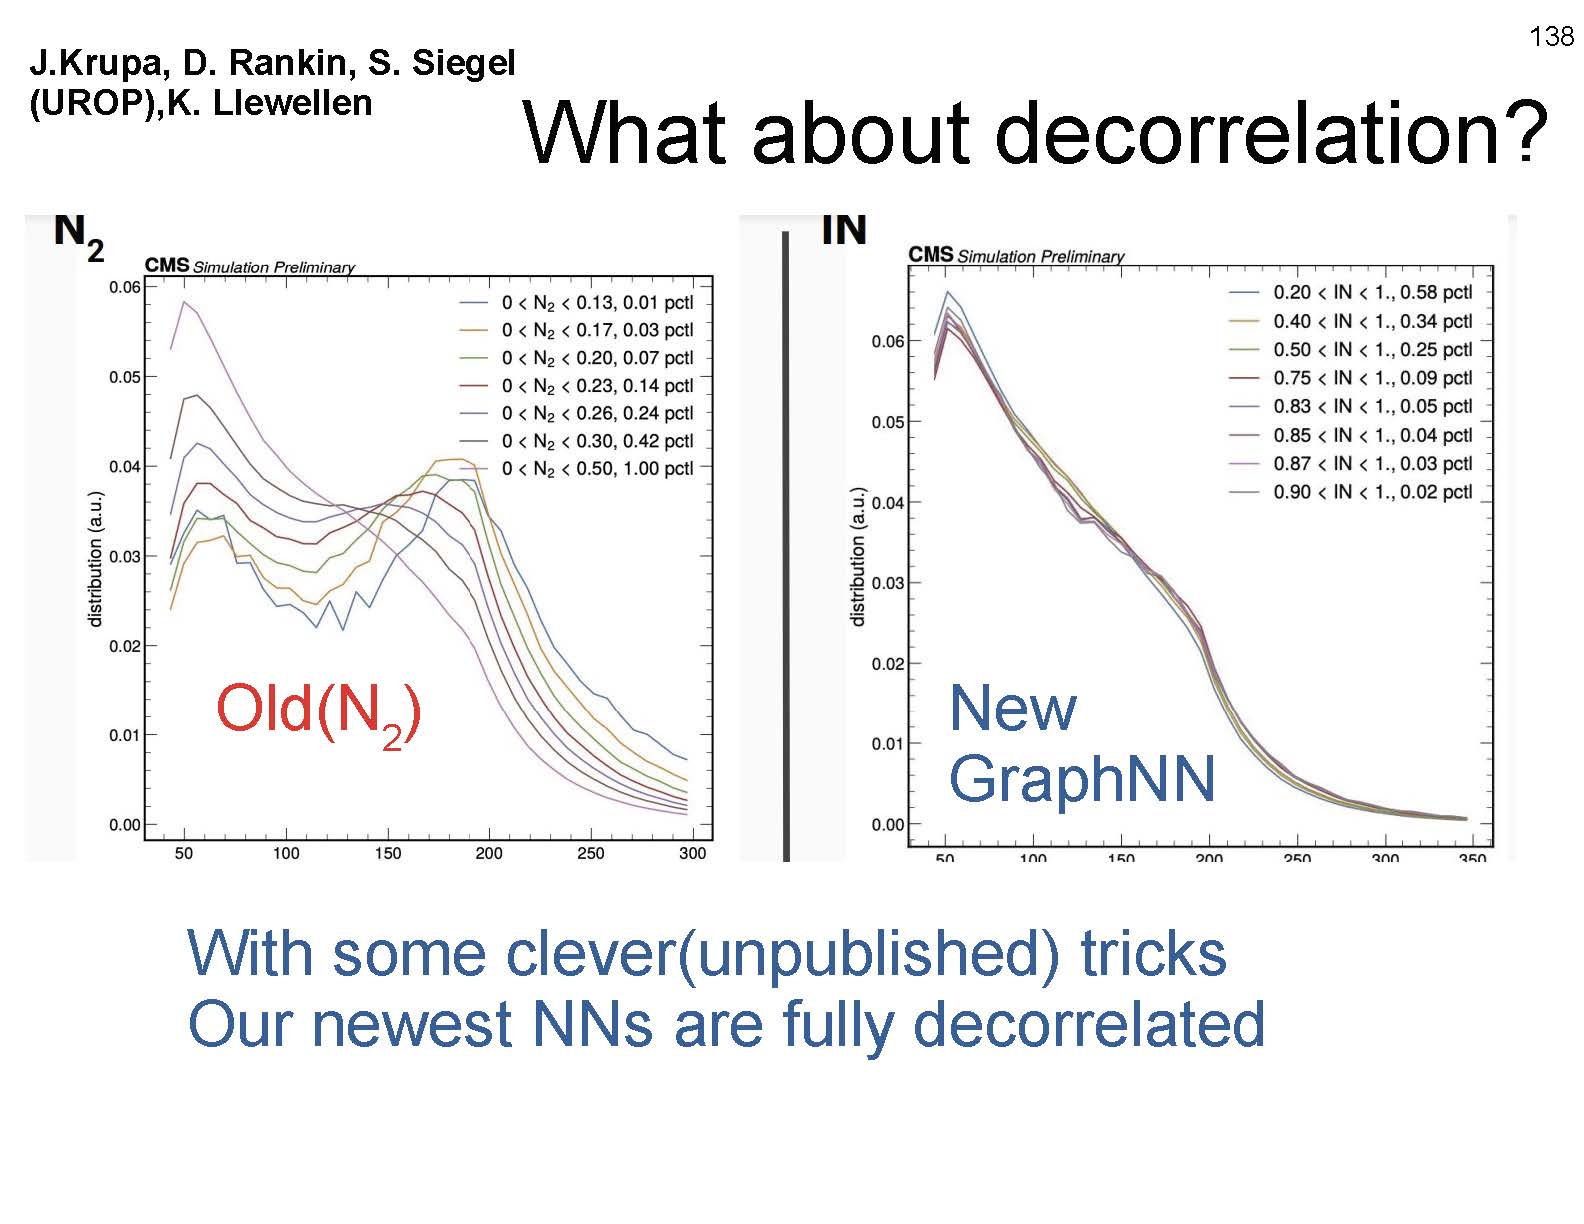 138
J.Krupa, D. Rankin, S. Siegel
(UROP),K. Llewellen
What about decorrelation?
N2
CMS Simulation Preliminary
0 < N2 < 0.13, 0.01 pctl
0 < N2 < 0.17, 0.03 pctl
0 < N2 < 0.20, 0.07 pctl
0 < N2 < 0.23, 0.14 pctl
0 < N2 < 0.26, 0.24 pctl
0 < N2 < 0.30, 0.42 pctl
0 < N2 < 0.50, 1.00 pctl
distribution (a.u.)
0.06
0.05
0.04
0.03
0.02
0.01
0.00
50 100 150 200 250 300
Old(N2)
IN
CMS Simulation Preliminary
0.20 < IN < 1., 0.58 pctl
0.40 < IN < 1., 0.34 pctl
0.50 < IN < 1., 0.25 pctl
0.75 < IN < 1., 0.09 pctl
0.83 < IN < 1., 0.05 pctl
0.85 < IN < 1., 0.04 pctl
0.87 < IN < 1., 0.03 pctl
0.90 < IN < 1., 0.02 pctl
distribution (a.u.)
0.06
0.05
0.04
0.03
0.02
0.01
0.00
50 100 150 200 250 300 350
New
GraphNN
With some clever(unpublished) tricks
Our newest NNs are fully decorrelated